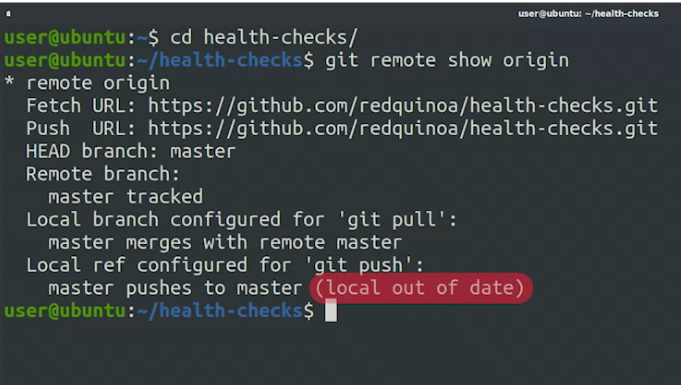 user@ubuntu: ~/health-checks
user@ubuntu:~$ cd health-checks/
user@ubuntu:~/health-checks$ git remote show origin
* remote origin
  Fetch URL: https://github.com/redquinoa/health-checks.git
  Push  URL: https://github.com/redquinoa/health-checks.git
  HEAD branch: master
  Remote branch:
    master tracked
  Local branch configured for 'git pull':
    master merges with remote master
  Local ref configured for 'git push':
    master pushes to master (local out of date)
user@ubuntu:~/health-checks$